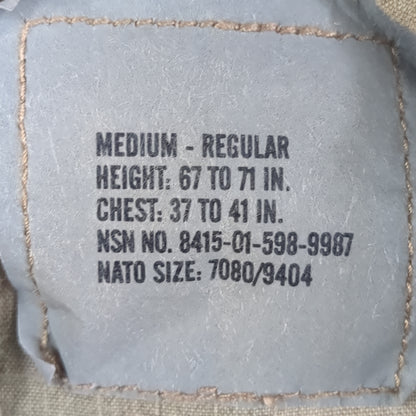 MEDIUM - REGULAR
HEIGHT: 67 TO 71 IN.
CHEST: 37 TO 41 IN.
NSN NO. 8415-01-598-9987
NATO SIZE: 7080/9404